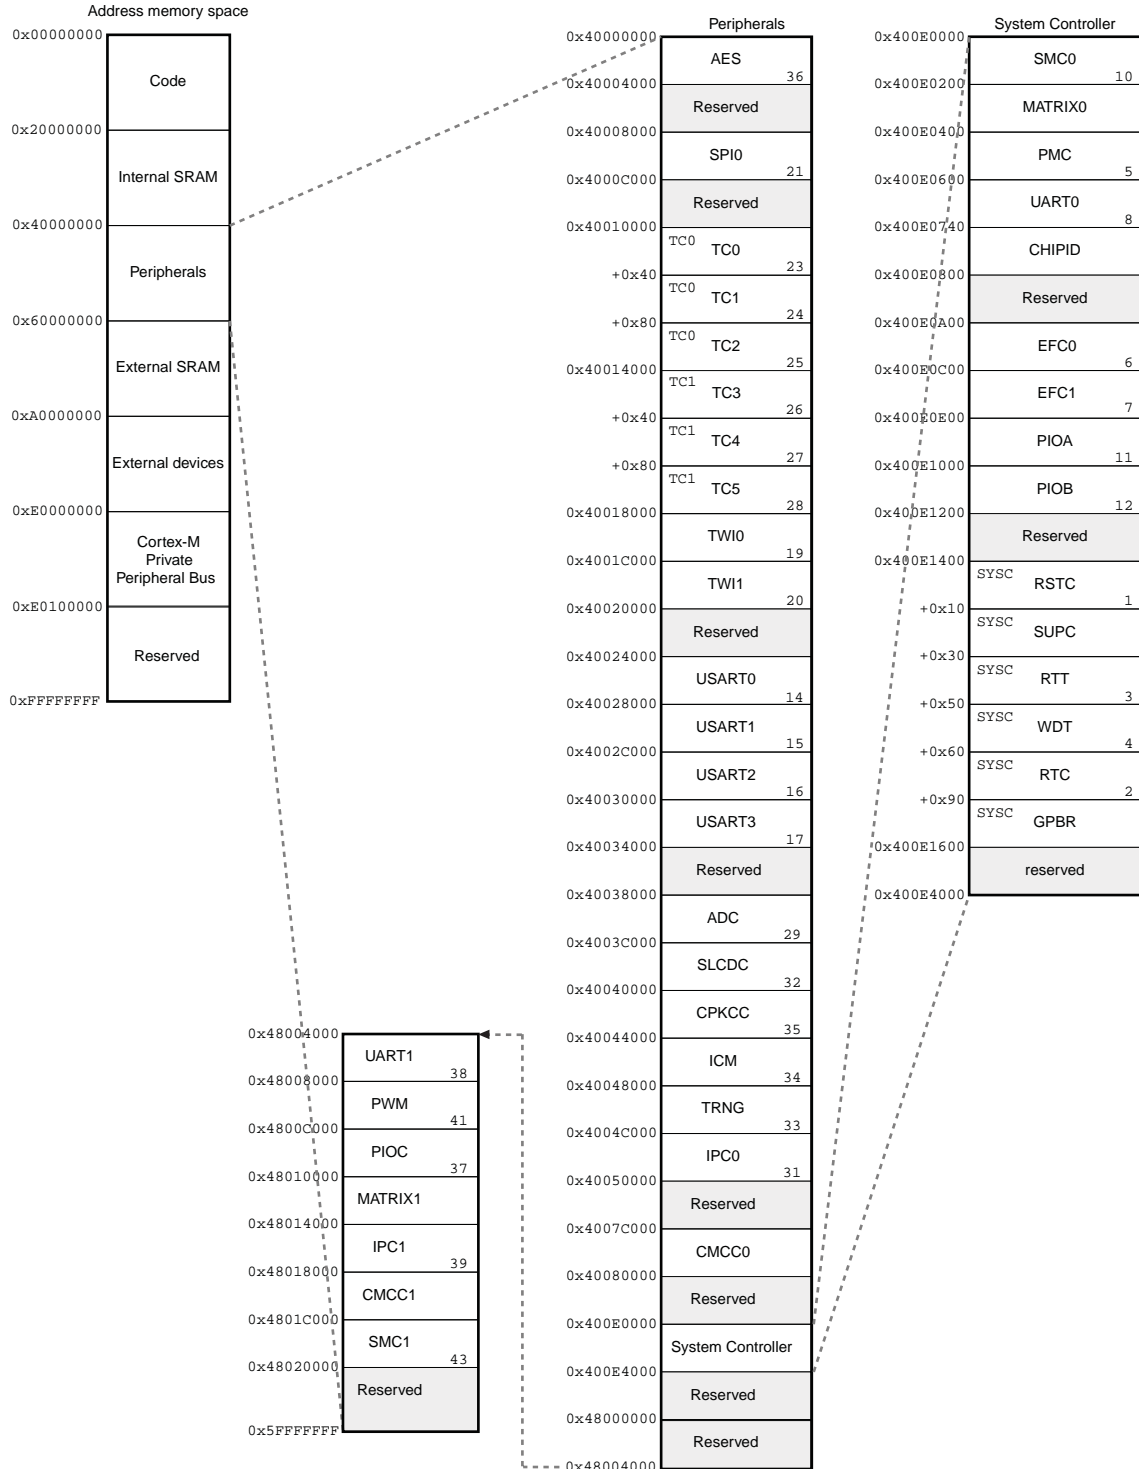 Address memory space
0x00000000
Code
0x20000000
Internal SRAM
0x40000000
Peripherals
0x60000000
External SRAM
0xA0000000
External devices
0xE0000000
Cortex-M
Private
Peripheral Bus
0xE0100000
Reserved
0xFFFFFFFF
0x48004000
UART1
38
0x48008000
PWM
41
0x4800C000
PIOC
37
0x48010000
MATRIX1
0x48014000
IPC1
39
0x48018000
CMCC1
0x4801C000
SMC1
43
0x48020000
Reserved
0x5FFFFFFF
Peripherals
0x40000000
AES
36
0x40004000
Reserved
0x40008000
SPI0
21
0x4000C000
Reserved
0x40010000
TC0
TC0
23
+0x40
TC0
TC1
24
+0x80
TC0
TC2
25
0x40014000
TC1
TC3
26
+0x40
TC1
TC4
27
+0x80
TC1
TC5
28
0x40018000
TWI0
19
0x4001C000
TWI1
20
0x40020000
Reserved
0x40024000
USART0
14
0x40028000
USART1
15
0x4002C000
USART2
16
0x40030000
USART3
17
0x40034000
Reserved
0x40038000
ADC
29
0x4003C000
SLCDC
32
0x40040000
CPKCC
35
0x40044000
ICM
34
0x40048000
TRNG
33
0x4004C000
IPC0
31
0x40050000
Reserved
0x4007C000
CMCC0
0x40080000
Reserved
0x400E0000
System Controller
0x400E4000
Reserved
0x48000000
Reserved
0x48004000
System Controller
0x400E0000
SMC0
10
0x400E0200
MATRIX0
0x400E0400
PMC
5
0x400E0600
UART0
8
0x400E0740
CHIPID
0x400E0800
Reserved
0x400E0A00
EFC0
6
0x400E0C00
EFC1
7
0x400E0E00
PIOA
11
0x400E1000
PIOB
12
0x400E1200
Reserved
0x400E1400
SYSC
RSTC
1
+0x10
SYSC
SUPC
+0x30
SYSC
RTT
3
+0x50
SYSC
WDT
4
+0x60
SYSC
RTC
2
+0x90
SYSC
GPBR
0x400E1600
reserved
0x400E4000